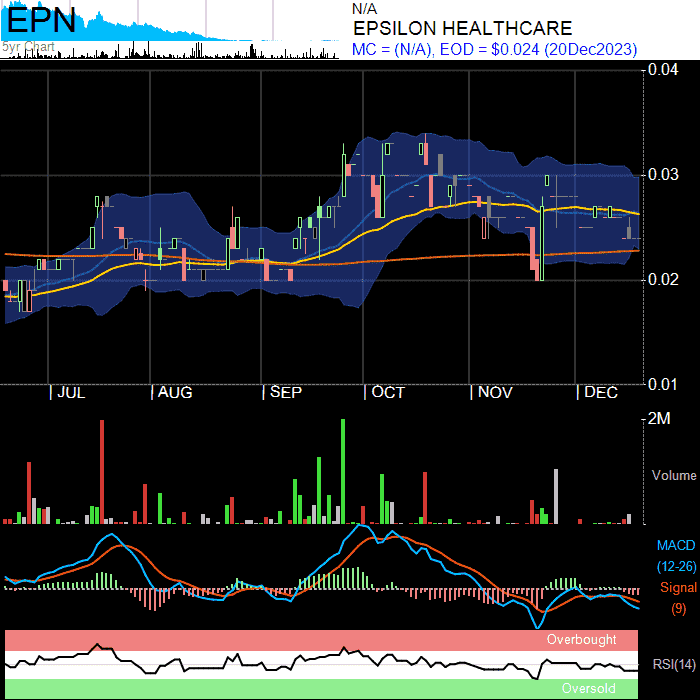 EPN
5yr Chart
N/A
EPSILON HEALTHCARE
MC = (N/A), EOD = $0.024 (20Dec2023)
0.04
0.03
0.02
0.01
| JUL | AUG | SEP | OCT | NOV | DEC
2M
Volume
MACD
(12-26)
Signal
(9)
Overbought
RSI(14)
Oversold